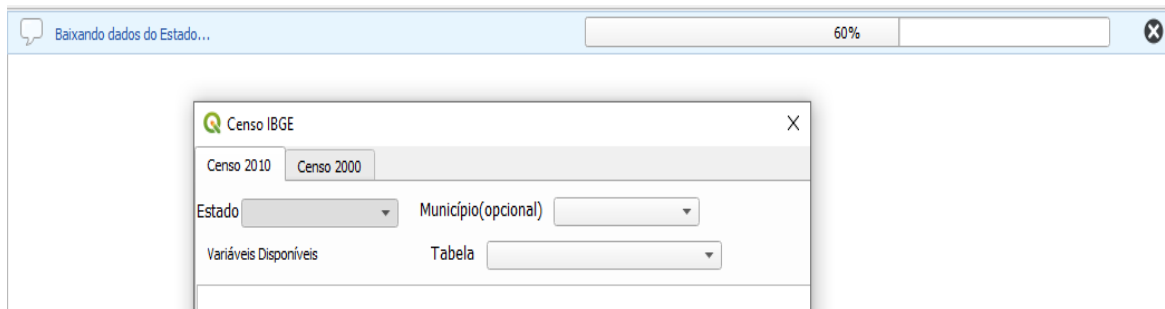 Baixando dados do Estado... 60%
Censo IBGE
Censo 2010 Censo 2000
Estado Município(opcional)
Variáveis Disponíveis Tabela